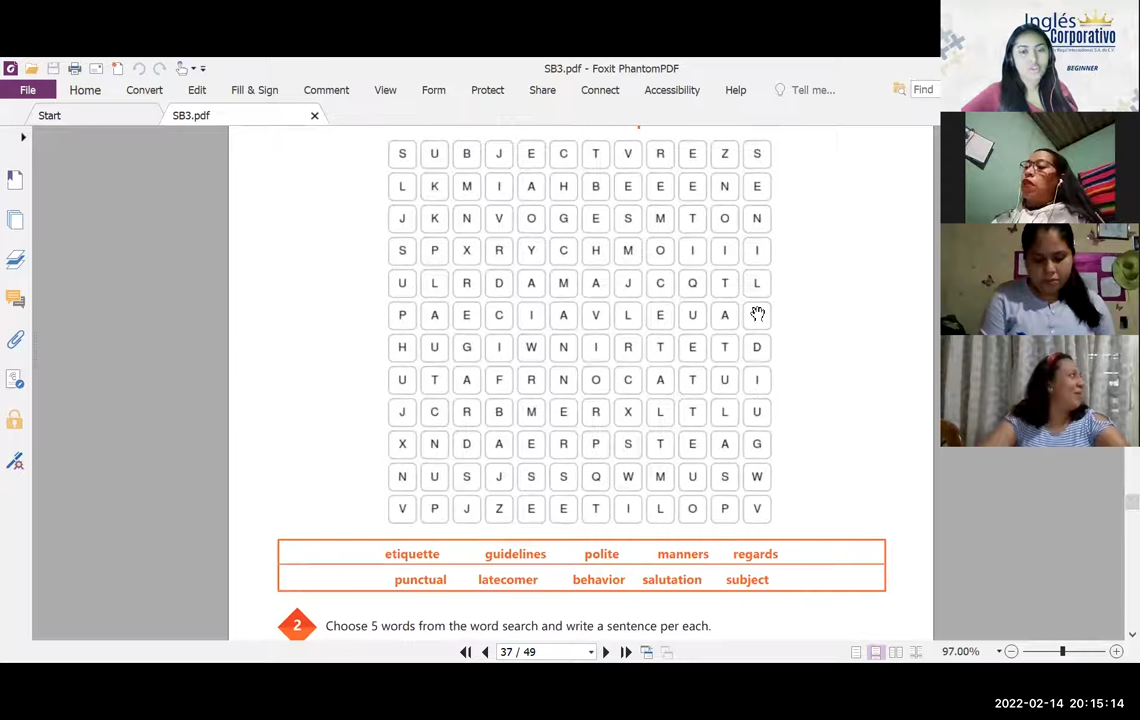 Inglés
Corporativo
BEGINNER
SB3.pdf - Foxit PhantomPDF
File Home Convert Edit Fill & Sign Comment View Form Protect Share Connect Accessibility Help Tell me... Find
Start SB3.pdf
S U B J E C T V R E Z S
L K M I A H B E E E N E
J K N V O G E S M T O N
S P X R Y C H M O I I I
U L R D A M A J C Q T L
P A E C I A V L E U A
H U G I W N I R T E T D
U T A F R N O C A T U I
J C R B M E R X L T L U
X N D A E R P S T E A G
N U S J S S Q W M U S W
V P J Z E E T I L O P V
etiquette guidelines polite manners regards
punctual latecomer behavior salutation subject
2 Choose 5 words from the word search and write a sentence per each.
37 / 49
97.00%
2022-02-14 20:15:14